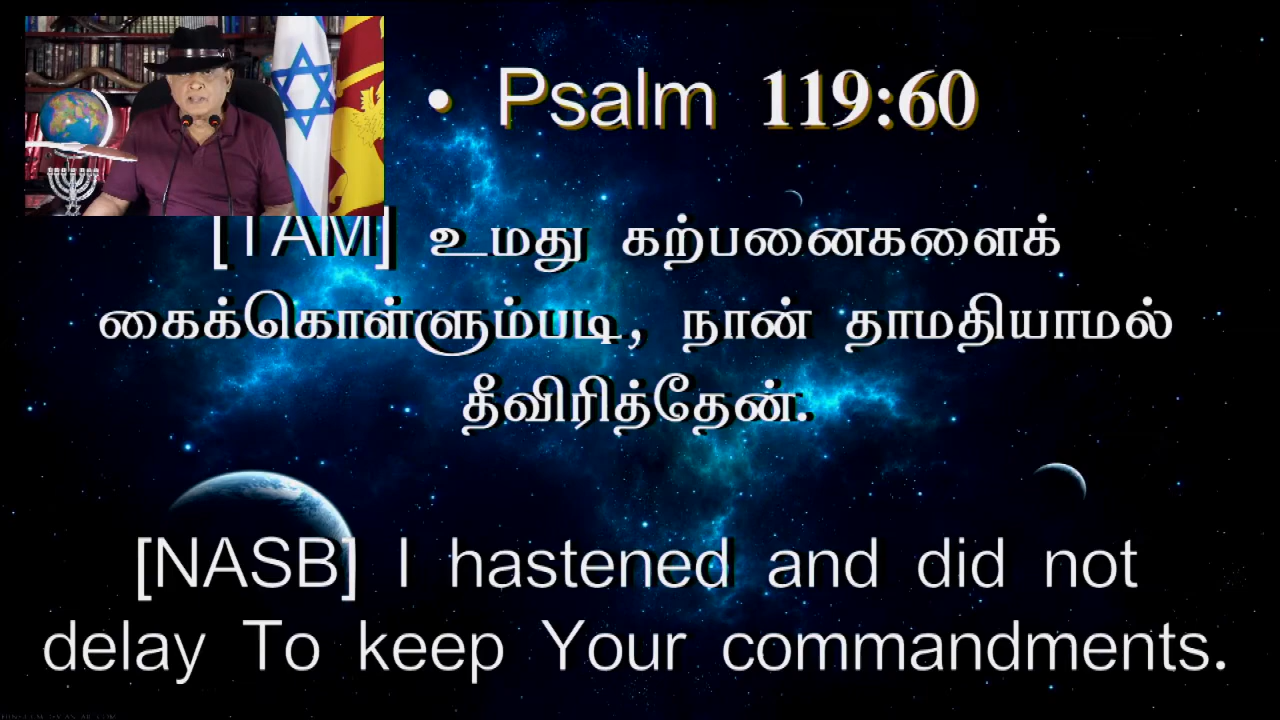 • Psalm 119:60
[TAM] உமது கற்பனைகளைக்
கைக்கொள்ளும்படி, நான் தாமதியாமல்
தீவிரித்தேன்.
[NASB] I hastened and did not
delay To keep Your commandments.